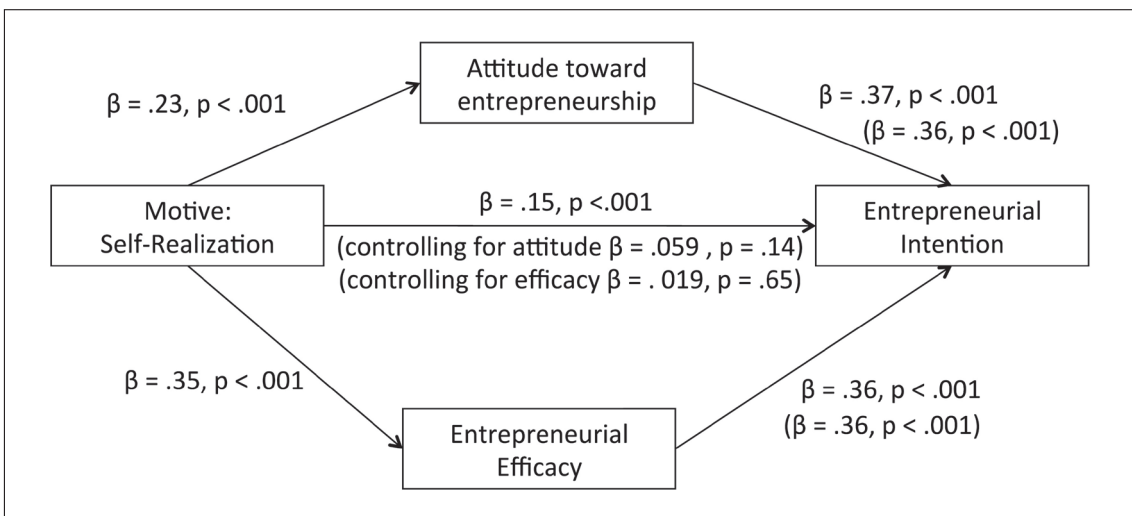 Attitude toward
entrepreneurship
β = .23, p < .001
β = .37, p < .001
(β = .36, p < .001)
Motive:
Self-Realization
β = .15, p <.001
(controlling for attitude β = .059 , p = .14)
(controlling for efficacy β = . 019, p = .65)
Entrepreneurial
Intention
β = .35, p < .001
β = .36, p < .001
(β = .36, p < .001)
Entrepreneurial
Efficacy